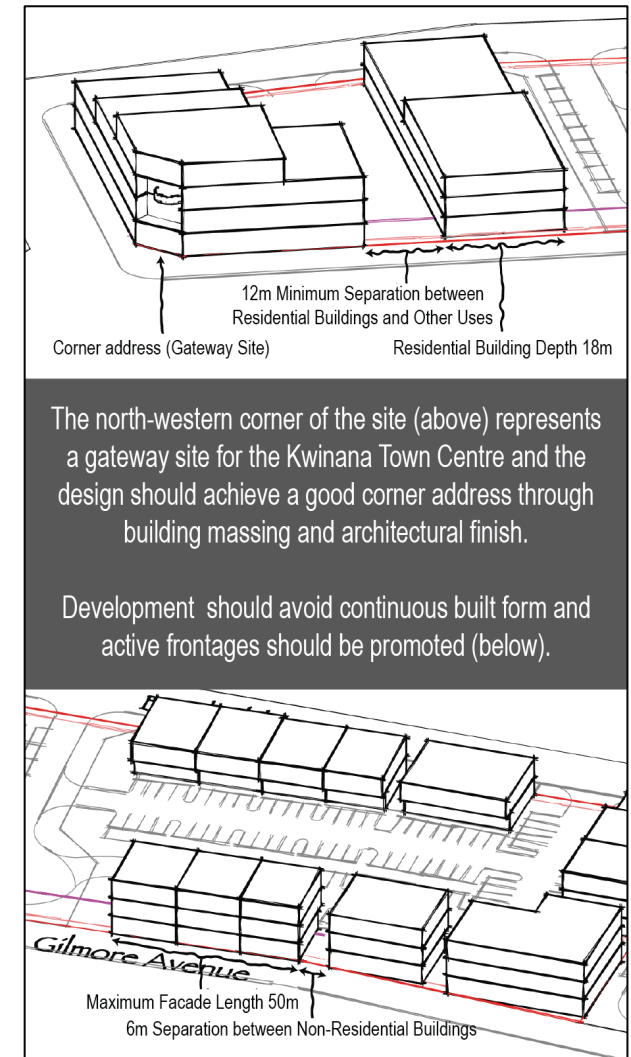 12m Minimum Separation between
Residential Buildings and Other Uses
Corner address (Gateway Site)
Residential Building Depth 18m
The north-western corner of the site (above) represents
a gateway site for the Kwinana Town Centre and the
design should achieve a good corner address through
building massing and architectural finish.
Development should avoid continuous built form and
active frontages should be promoted (below).
Gilmore Avenue
Maximum Facade Length 50m
6m Separation between Non-Residential Buildings